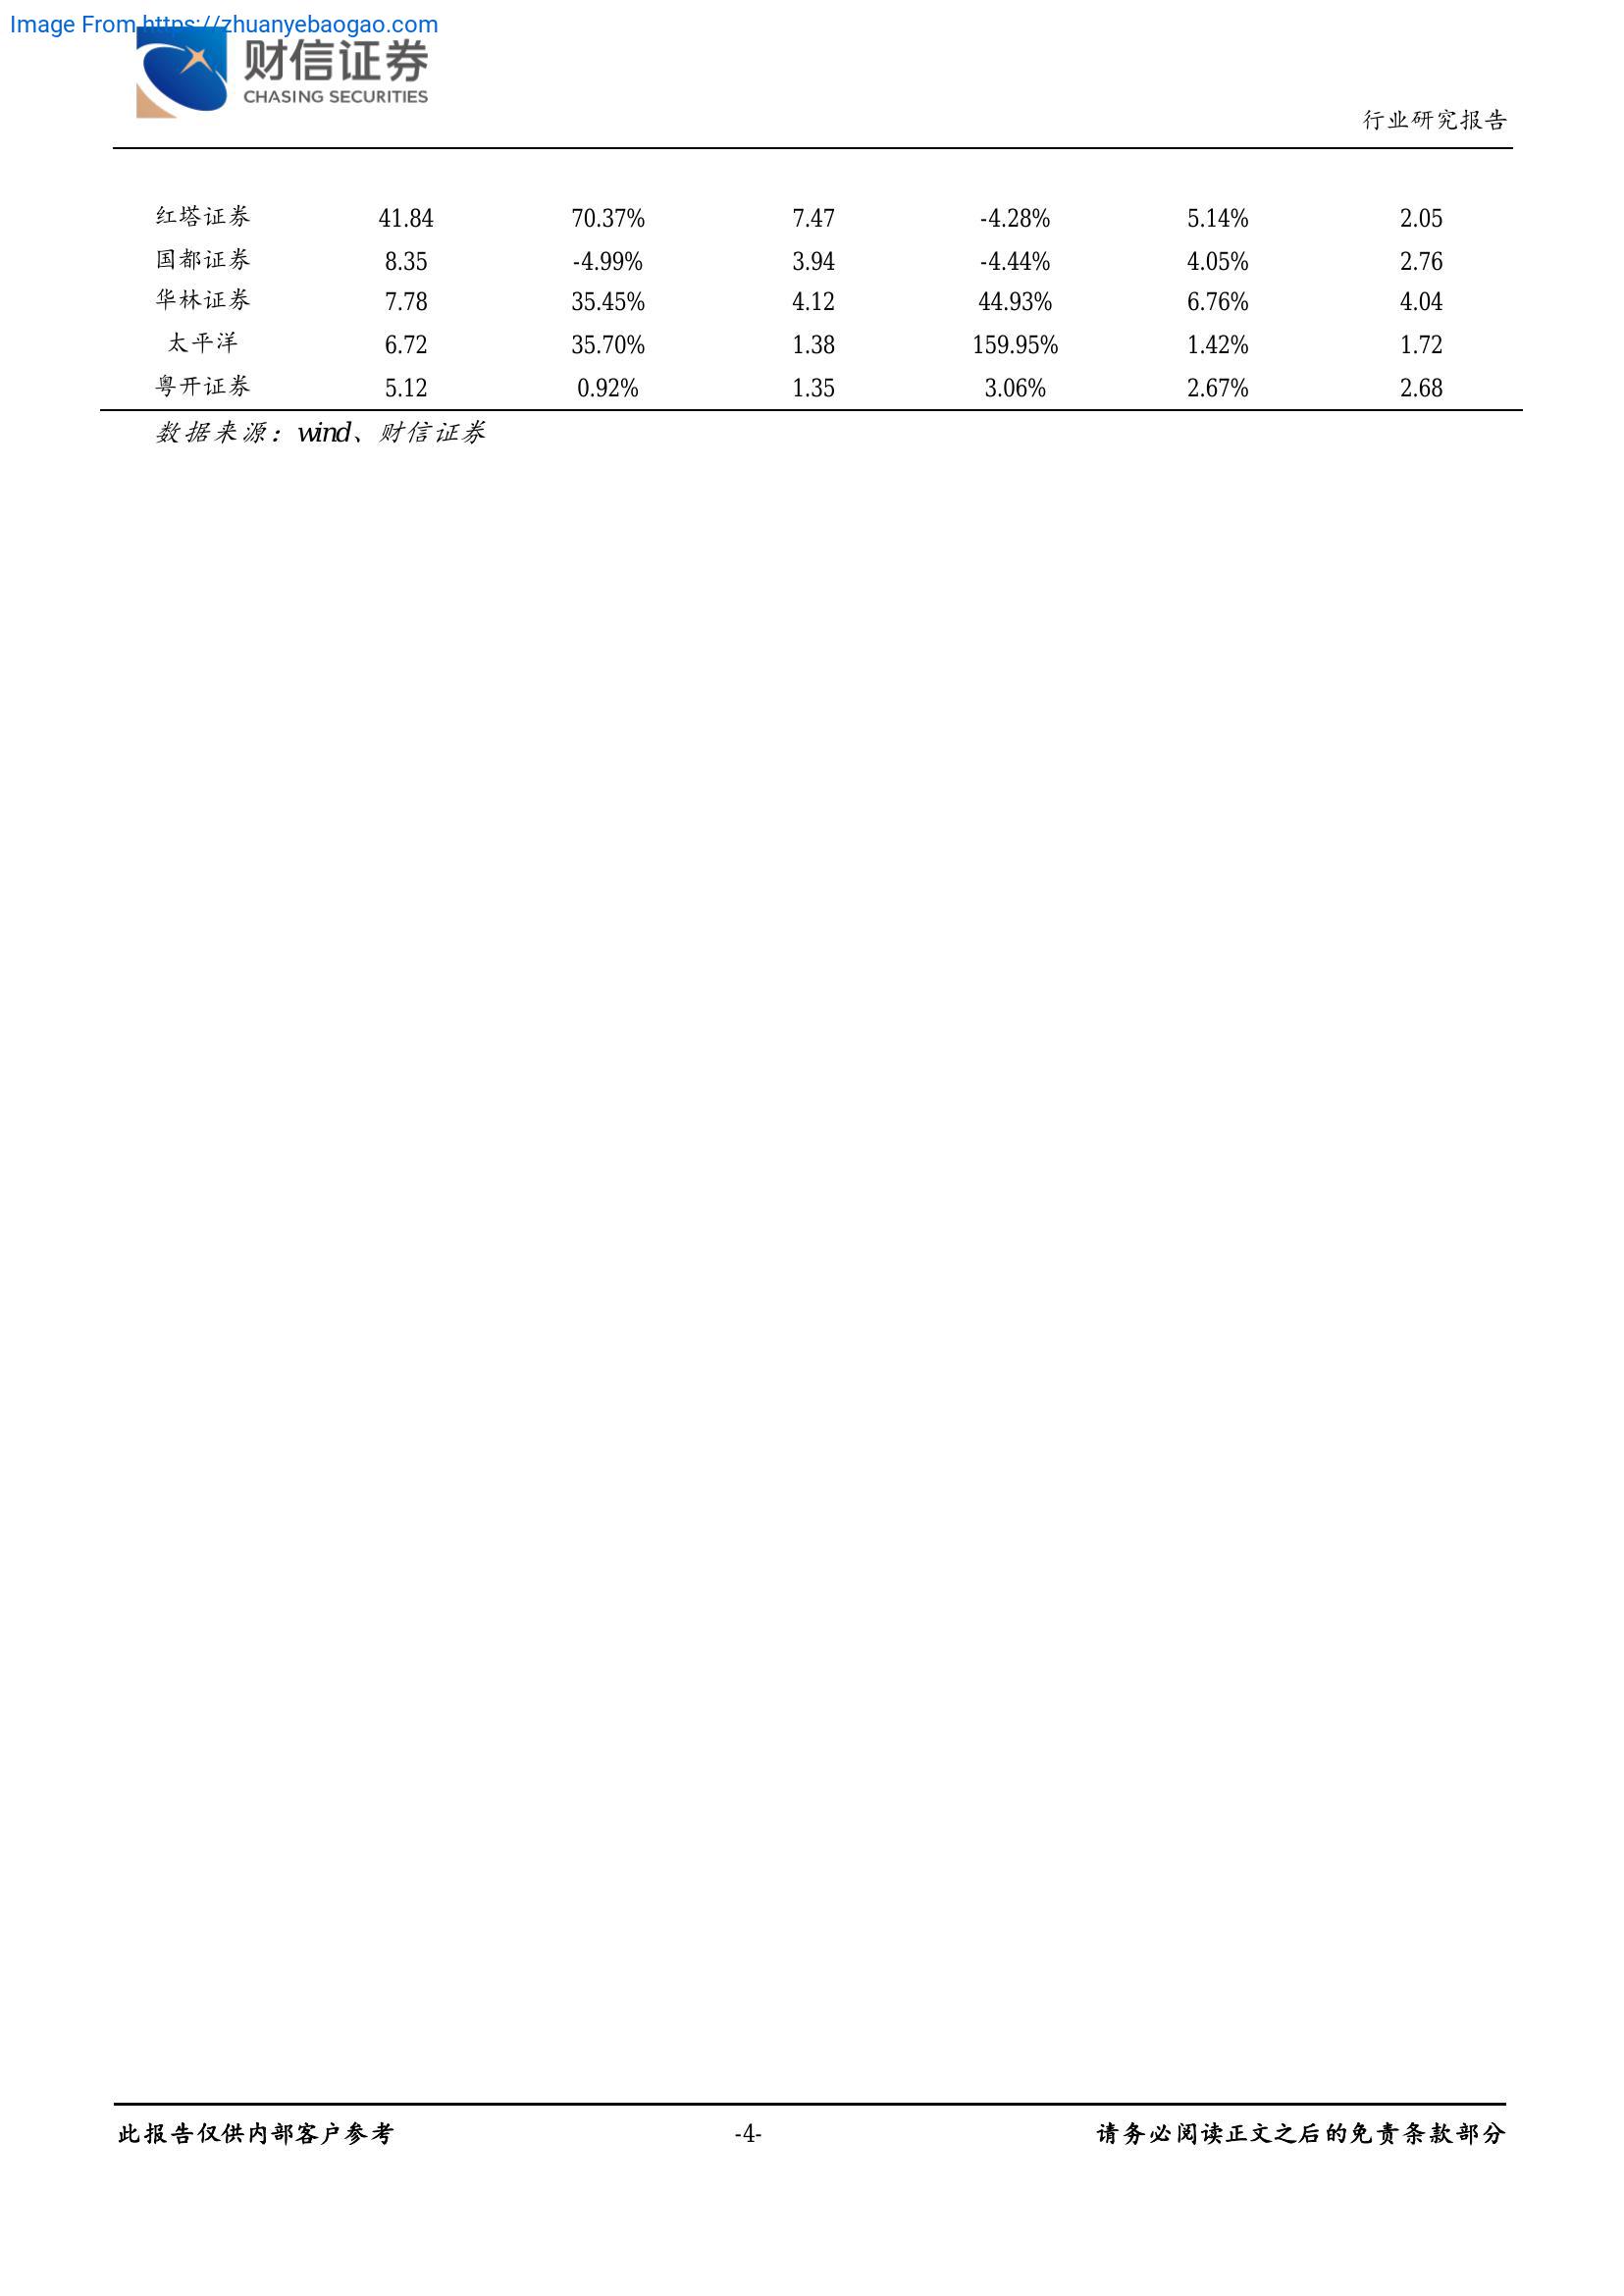 Image From https://zhuanyebaogao.com
财信证券
CHASING SECURITIES
行业研究报告
红塔证券 41.84 70.37% 7.47 -4.28% 5.14% 2.05
国都证券 8.35 -4.99% 3.94 -4.44% 4.05% 2.76
华林证券 7.78 35.45% 4.12 44.93% 6.76% 4.04
太平洋 6.72 35.70% 1.38 159.95% 1.42% 1.72
粤开证券 5.12 0.92% 1.35 3.06% 2.67% 2.68
数据来源：wind、财信证券
此报告仅供内部客户参考 -4- 请务必阅读正文之后的免责条款部分